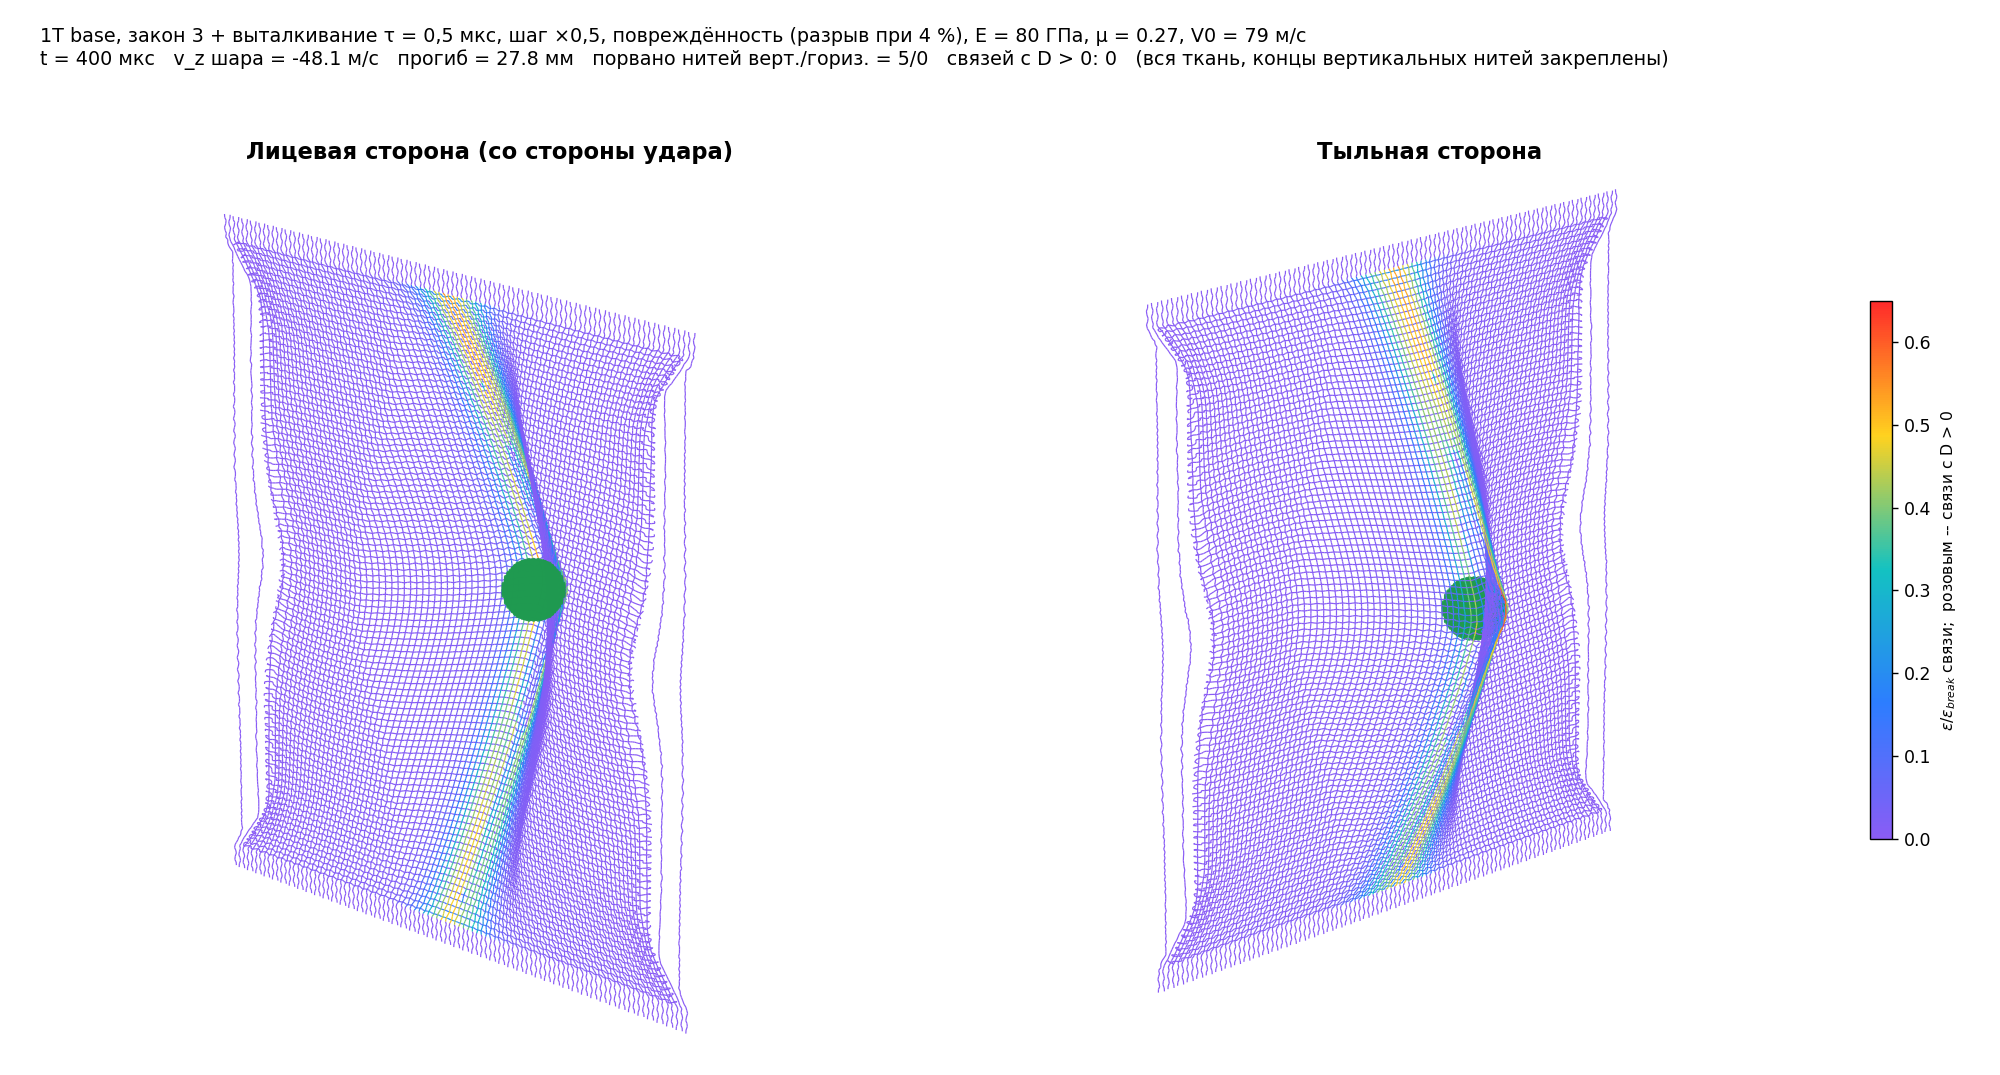 1T base, закон 3 + выталкивание τ = 0,5 мкс, шаг ×0,5, повреждённость (разрыв при 4 %), E = 80 ГПа, μ = 0.27, V0 = 79 м/с
t = 400 мкс   v_z шара = -48.1 м/с   прогиб = 27.8 мм   порвано нитей верт./гориз. = 5/0   связей с D > 0: 0   (вся ткань, концы вертикальных нитей закреплены)
Лицевая сторона (со стороны удара)
Тыльная сторона
0.6
0.5
0.4
0.3
0.2
0.1
0.0
ε/ε_break связи;  розовым -- связи с D > 0